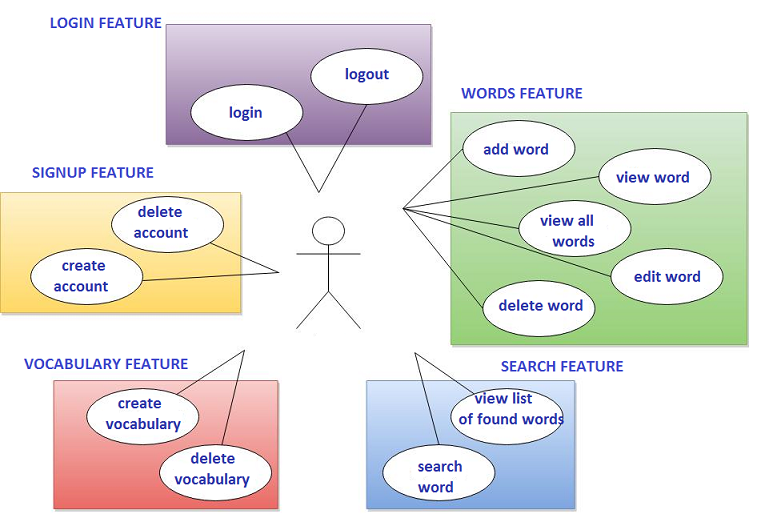 LOGIN FEATURE
logout
login
WORDS FEATURE
add word
view word
view all
words
edit word
delete word
SIGNUP FEATURE
delete
account
create
account
VOCABULARY FEATURE
create
vocabulary
delete
vocabulary
SEARCH FEATURE
view list
of found words
search
word